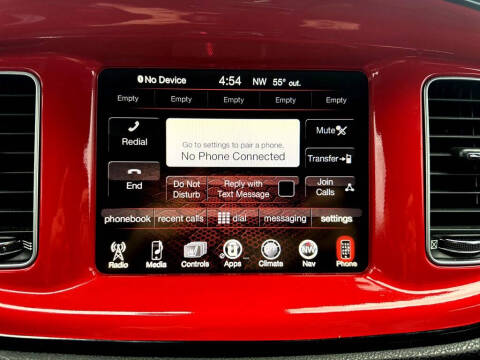 No Device 4:54 NW 55° out.
Empty Empty Empty Empty Empty
Redial
Go to settings to pair a phone.
No Phone Connected
Mute
Transfer
End
Do Not Disturb
Reply with Text Message
Join Calls
phonebook recent calls dial messaging settings
NW
Radio Media Controls Apps Climate Nav Phone